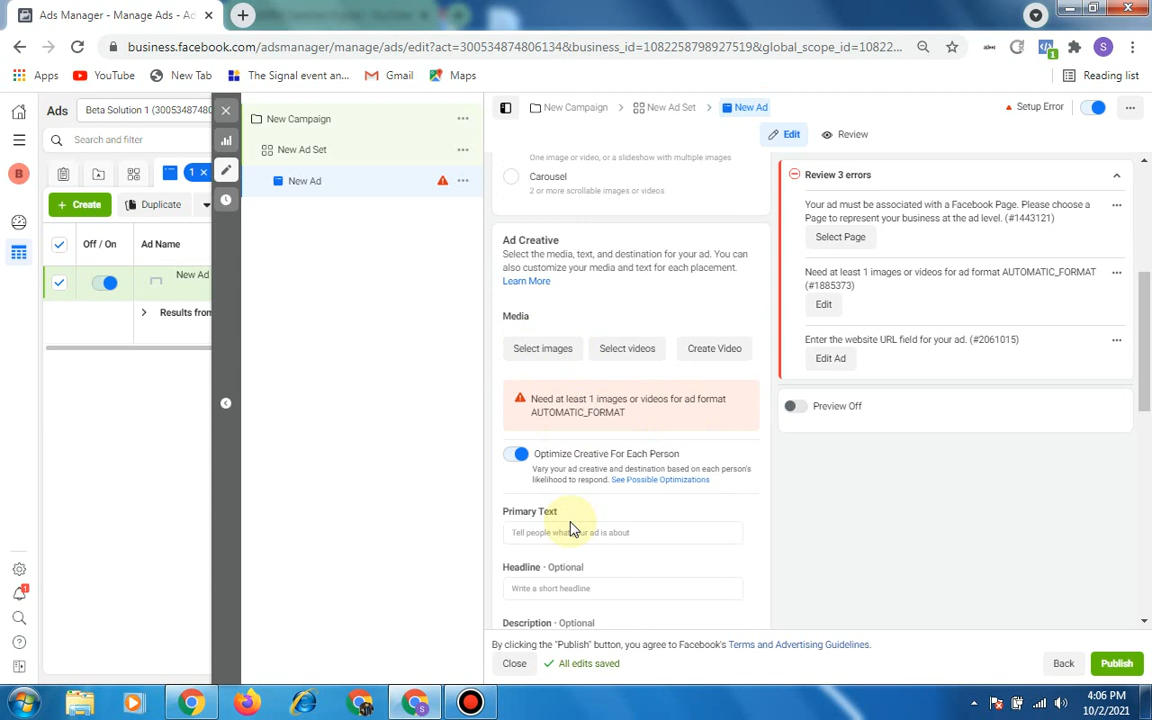 Ads Manager - Manage Ads - Ac
business.facebook.com/adsmanager/manage/ads/edit?act=300534874806134&business_id=1082258798927519&global_scope_id=10822...
S
Apps
YouTube
New Tab
The Signal event an...
Gmail
Maps
Reading list
Ads
Beta Solution 1 (3005348748
New Campaign
New Campaign
New Ad Set
New Ad
Setup Error
Search and filter
Edit
Review
New Ad Set
B
1
New Ad
Create
Duplicate
Off / On
Ad Name
New Ad
Results from
One image or video, or a slideshow with multiple images
Carousel
2 or more scrollable images or videos
Ad Creative
Select the media, text, and destination for your ad. You can
also customize your media and text for each placement.
Learn More
Media
Select images
Select videos
Create Video
Need at least 1 images or videos for ad format
AUTOMATIC_FORMAT
Optimize Creative For Each Person
Vary your ad creative and destination based on each person's
likelihood to respond. See Possible Optimizations
Primary Text
Tell people what your ad is about
Headline · Optional
Write a short headline
Description · Optional
Review 3 errors
Your ad must be associated with a Facebook Page. Please choose a
Page to represent your business at the ad level. (#1443121)
Select Page
Need at least 1 images or videos for ad format AUTOMATIC_FORMAT
(#1885373)
Edit
Enter the website URL field for your ad. (#2061015)
Edit Ad
Preview Off
By clicking the "Publish" button, you agree to Facebook's Terms and Advertising Guidelines.
Close
All edits saved
Back
Publish
4:06 PM
10/2/2021